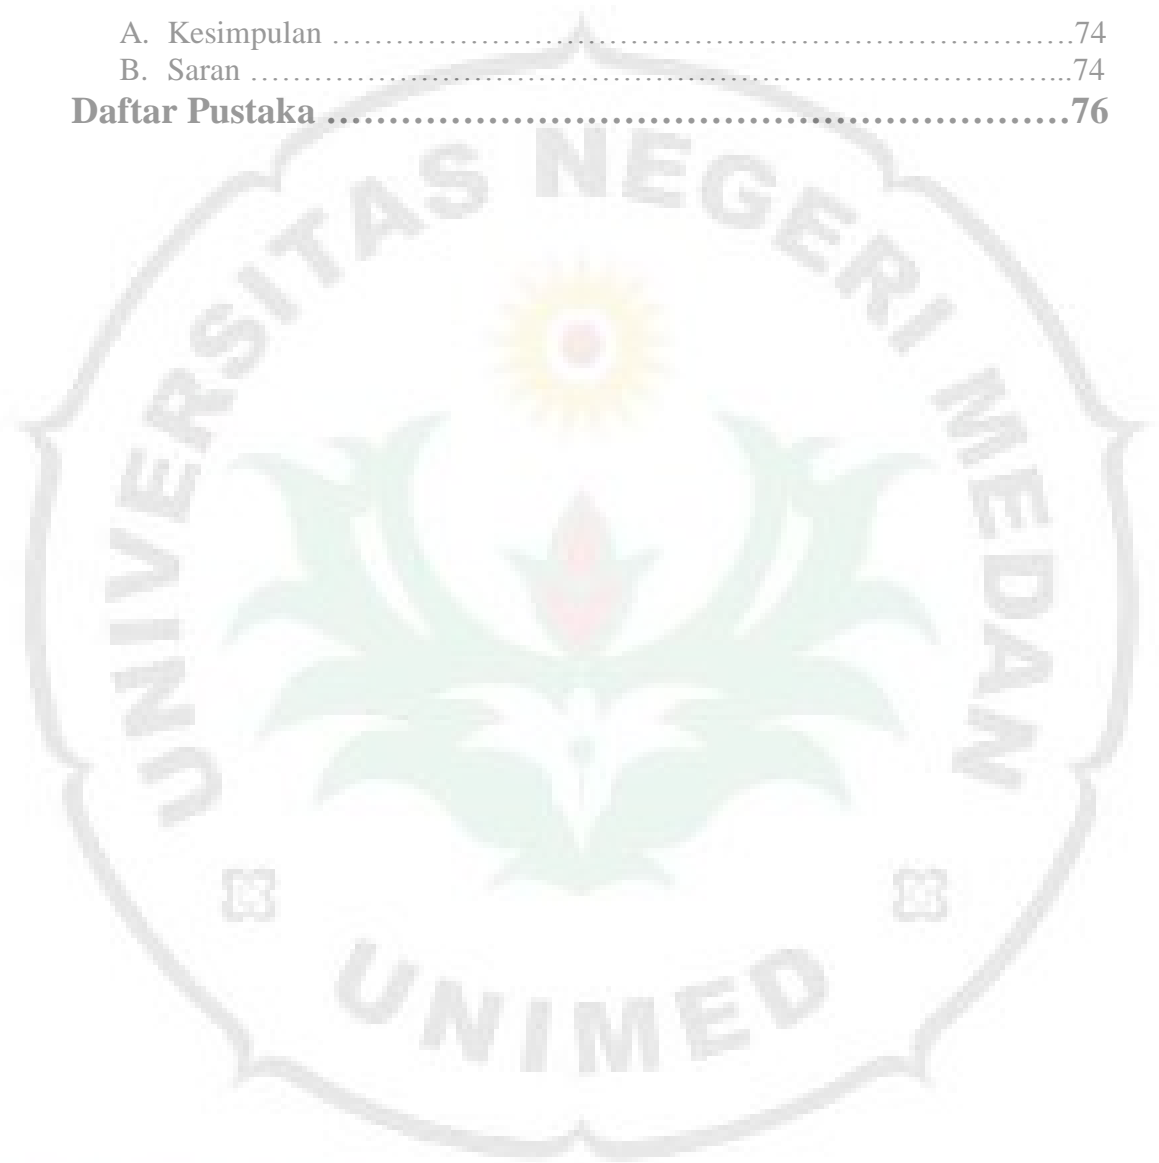 A. Kesimpulan ……………………………………………………………….74
B. Saran ……………………………………………………………………...74
Daftar Pustaka ………………………………………………………76
UNIVERSITAS NEGERI MEDAN
UNIMED